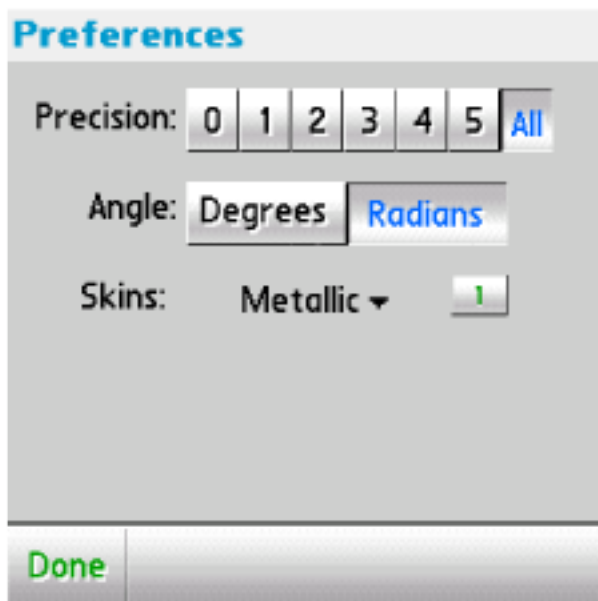 Preferences
Precision: 0 1 2 3 4 5 All
Angle: Degrees Radians
Skins: Metallic 1
Done